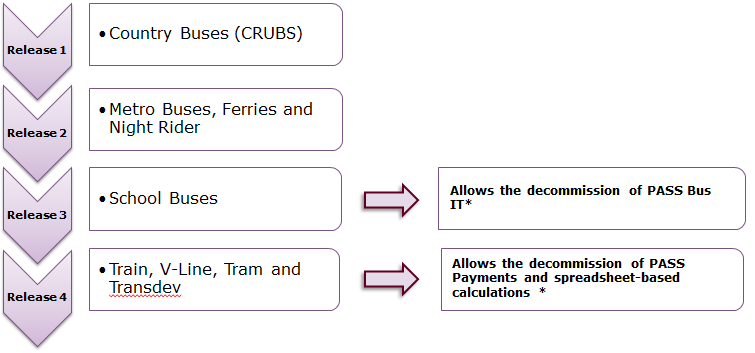 Release 1
• Country Buses (CRUBS)
Release 2
• Metro Buses, Ferries and
Night Rider
Release 3
• School Buses
Allows the decommission of PASS Bus
IT*
Release 4
• Train, V-Line, Tram and
Transdev
Allows the decommission of PASS
Payments and spreadsheet-based
calculations *